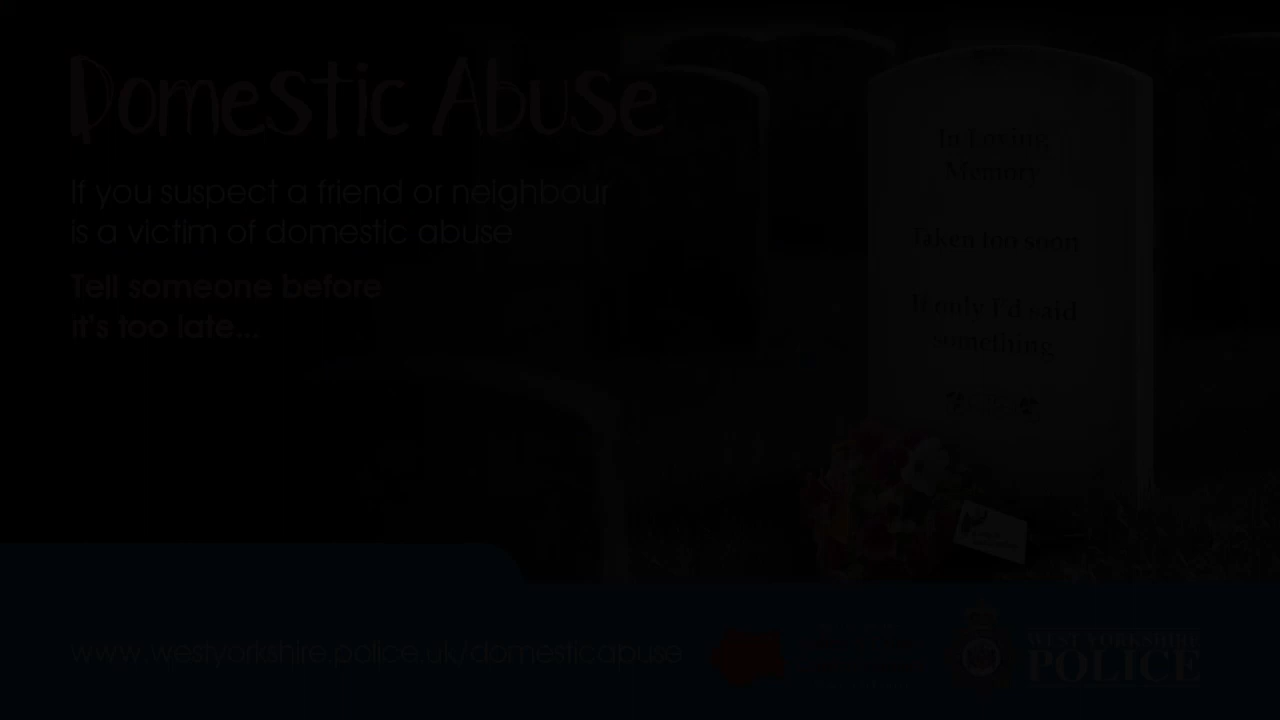 Domestic Abuse
If you suspect a friend or neighbour
is a victim of domestic abuse
Tell someone before
it's too late...
In Loving
Memory
Taken too soon
If only I'd said
something
www.westyorkshire.police.uk/domesticabuse
WEST YORKSHIRE
POLICE